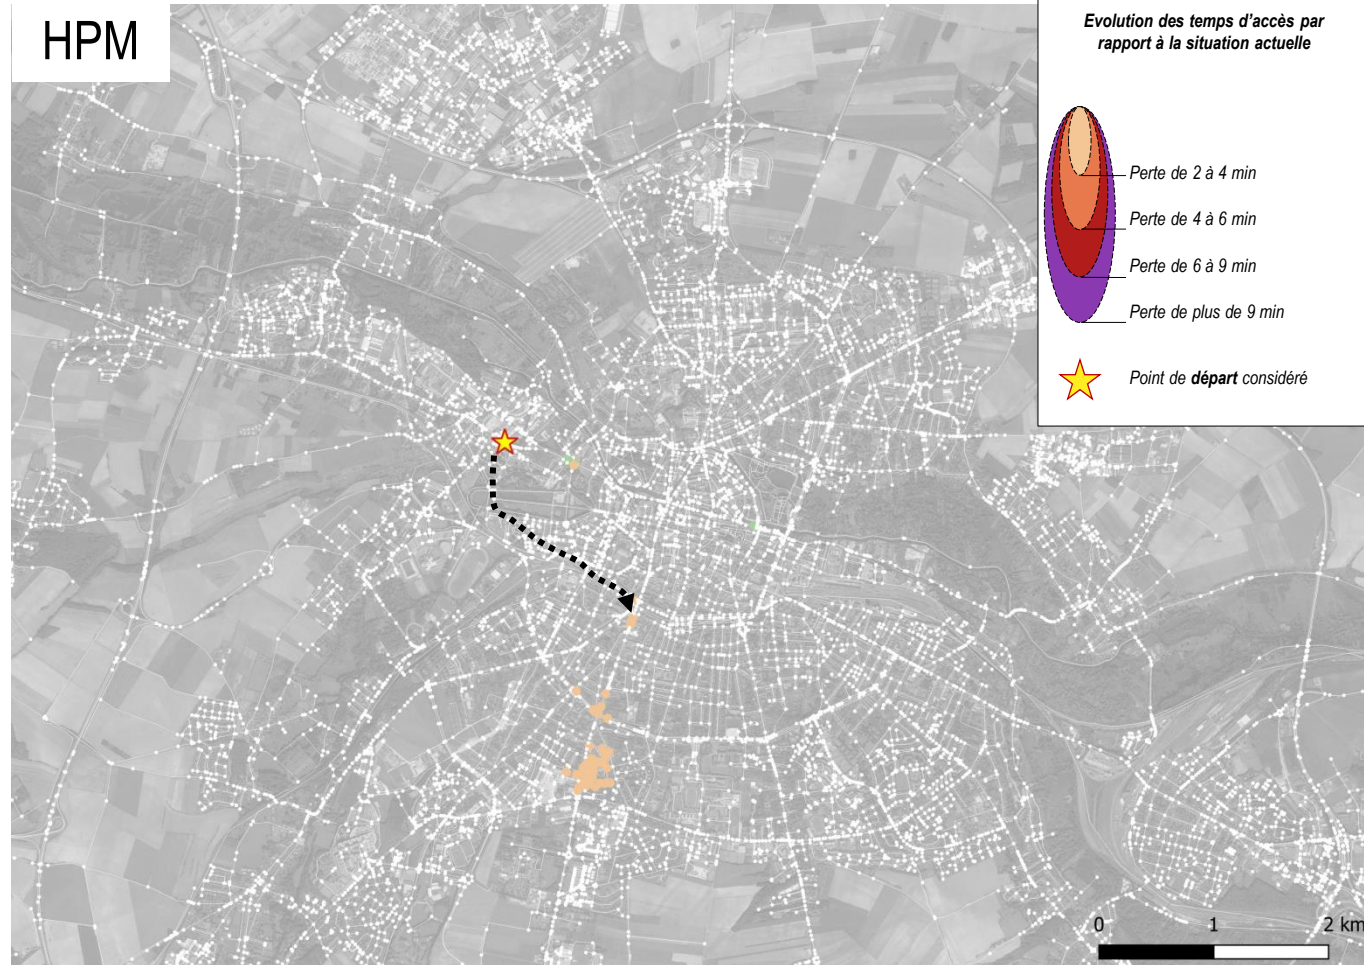 HPM
Evolution des temps d'accès par
rapport à la situation actuelle
Perte de 2 à 4 min
Perte de 4 à 6 min
Perte de 6 à 9 min
Perte de plus de 9 min
Point de départ considéré
0 1 2 km